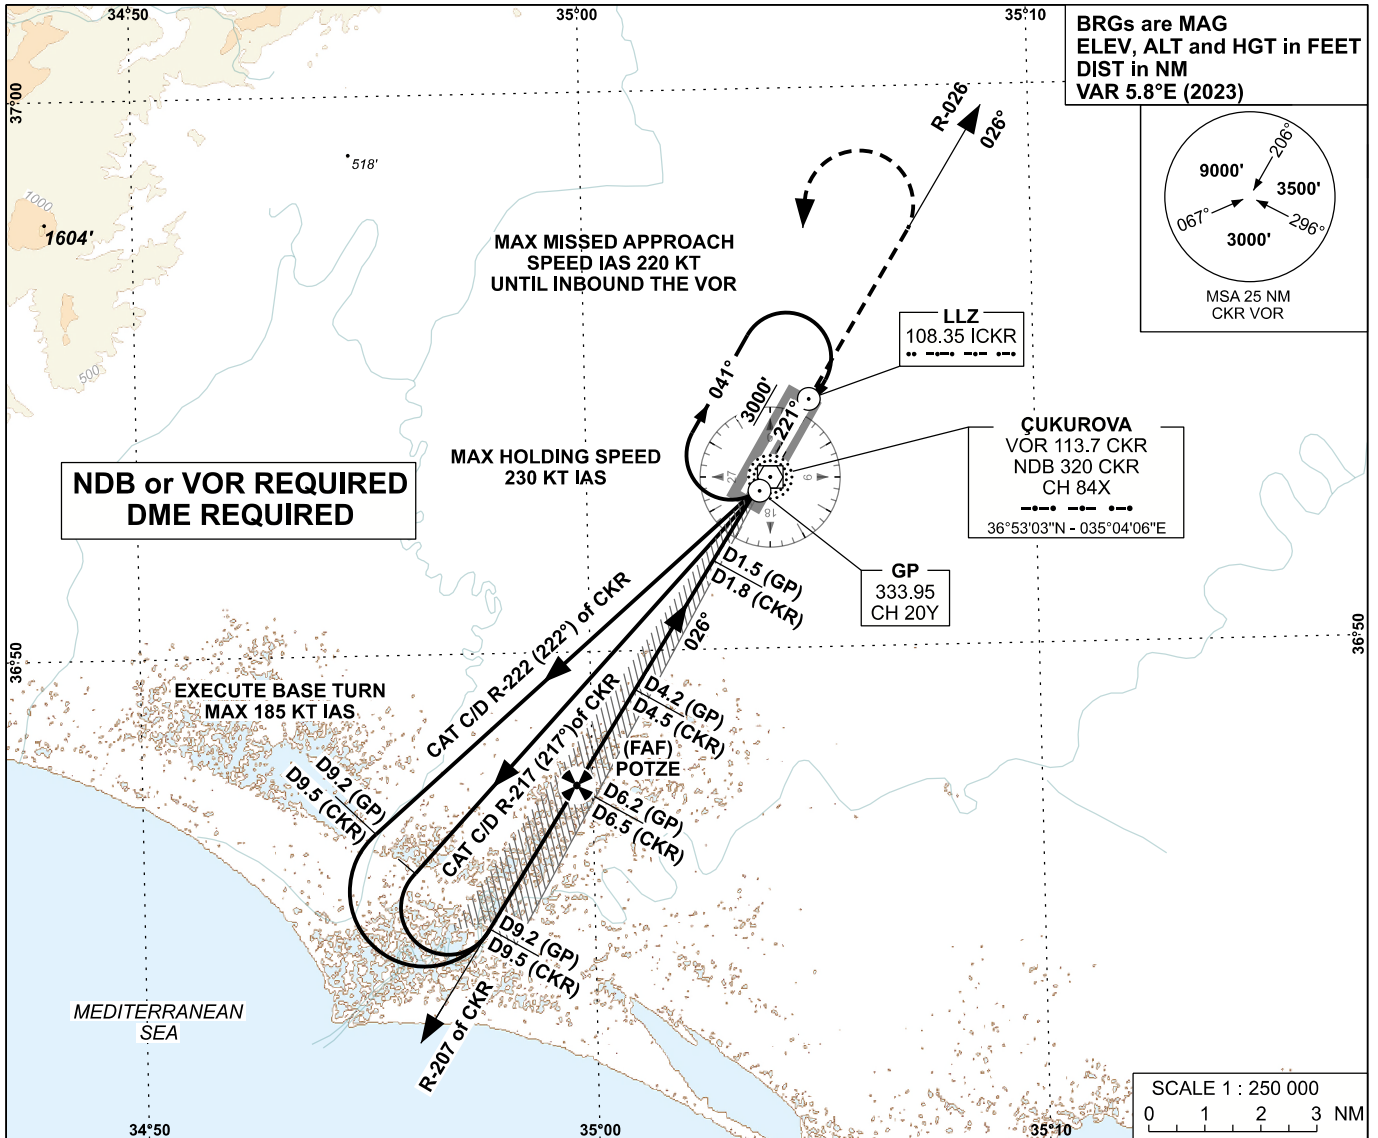 34°50
35°00
35°10
BRGs are MAG
ELEV, ALT and HGT in FEET
DIST in NM
VAR 5.8°E (2023)
37°00
R-026
026°
518'
1000
1604'
500
206°
9000'
3500'
067°
296°
3000'
MSA 25 NM
CKR VOR
MAX MISSED APPROACH
SPEED IAS 220 KT
UNTIL INBOUND THE VOR
LLZ
108.35 ICKR
041°
3000'
221°
MAX HOLDING SPEED
230 KT IAS
27
9
18
ÇUKUROVA
VOR 113.7 CKR
NDB 320 CKR
CH 84X
36°53'03"N - 035°04'06"E
NDB or VOR REQUIRED
DME REQUIRED
GP
333.95
CH 20Y
D1.5 (GP)
D1.8 (CKR)
026°
CAT C/D R-222 (222°) of CKR
36°50
36°50
EXECUTE BASE TURN
MAX 185 KT IAS
CAT C/D R-217 (217°)of CKR
D4.2 (GP)
D4.5 (CKR)
(FAF)
POTZE
D9.2 (GP)
D9.5 (CKR)
D6.2 (GP)
D6.5 (CKR)
D9.2 (GP)
D9.5 (CKR)
R-207 of CKR
MEDITERRANEAN
SEA
SCALE 1 : 250 000
0 1 2 3 NM
34°50
35°00
35°10